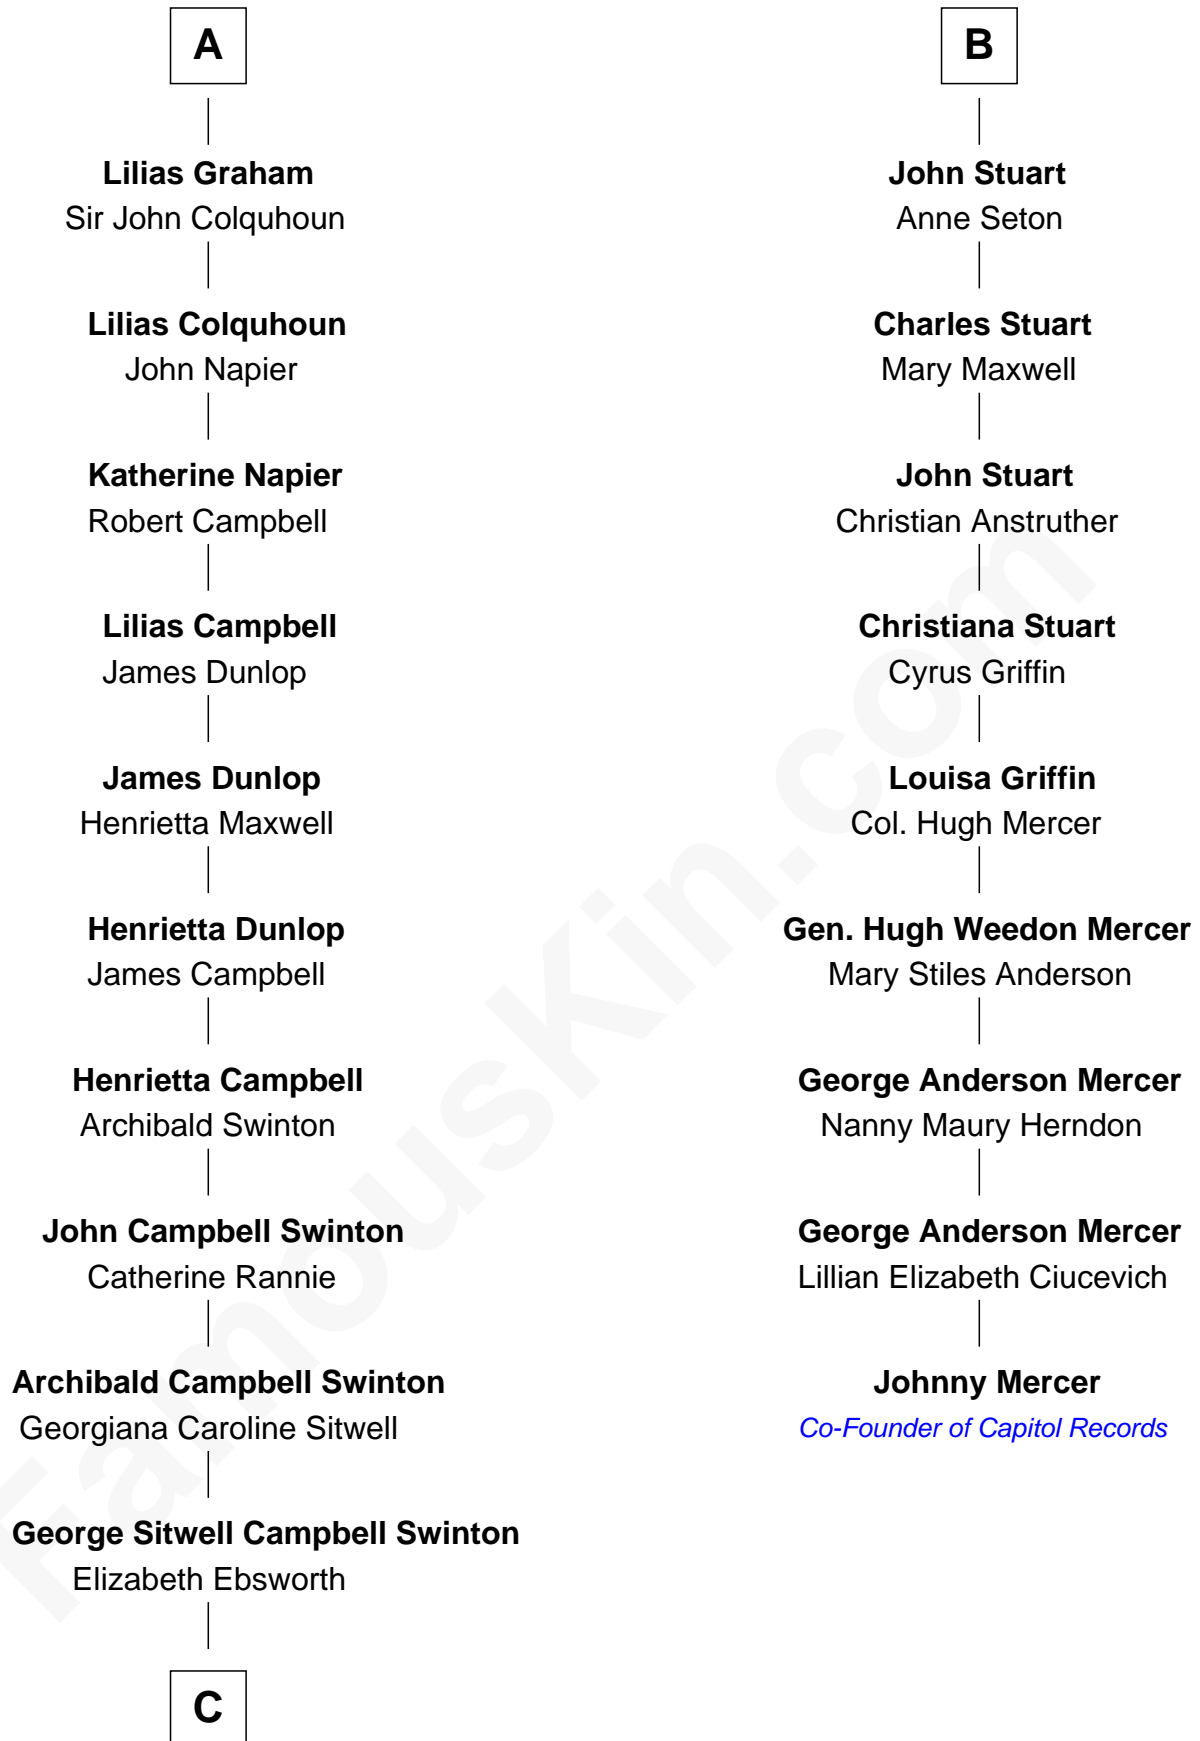 A
Lilias Graham
Sir John Colquhoun
Lilias Colquhoun
John Napier
Katherine Napier
Robert Campbell
Lilias Campbell
James Dunlop
James Dunlop
Henrietta Maxwell
Henrietta Dunlop
James Campbell
Henrietta Campbell
Archibald Swinton
John Campbell Swinton
Catherine Rannie
Archibald Campbell Swinton
Georgiana Caroline Sitwell
George Sitwell Campbell Swinton
Elizabeth Ebsworth
C
B
John Stuart
Anne Seton
Charles Stuart
Mary Maxwell
John Stuart
Christian Anstruther
Christiana Stuart
Cyrus Griffin
Louisa Griffin
Col. Hugh Mercer
Gen. Hugh Weedon Mercer
Mary Stiles Anderson
George Anderson Mercer
Nanny Maury Herndon
George Anderson Mercer
Lillian Elizabeth Ciucevich
Johnny Mercer
Co-Founder of Capitol Records
FamousKin.com